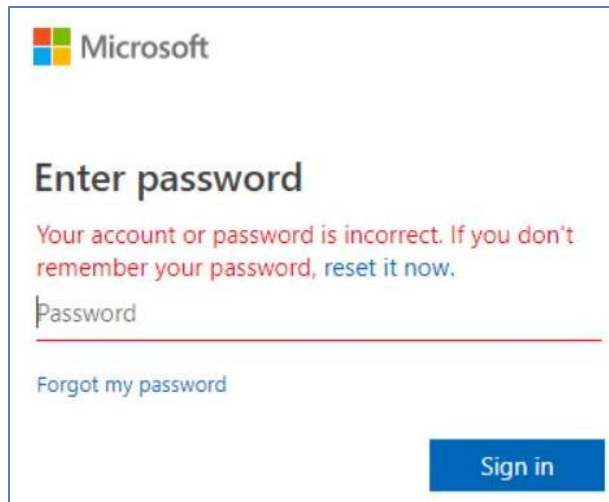 Microsoft
Enter password
Your account or password is incorrect. If you don't
remember your password, reset it now.
Password
Forgot my password
Sign in